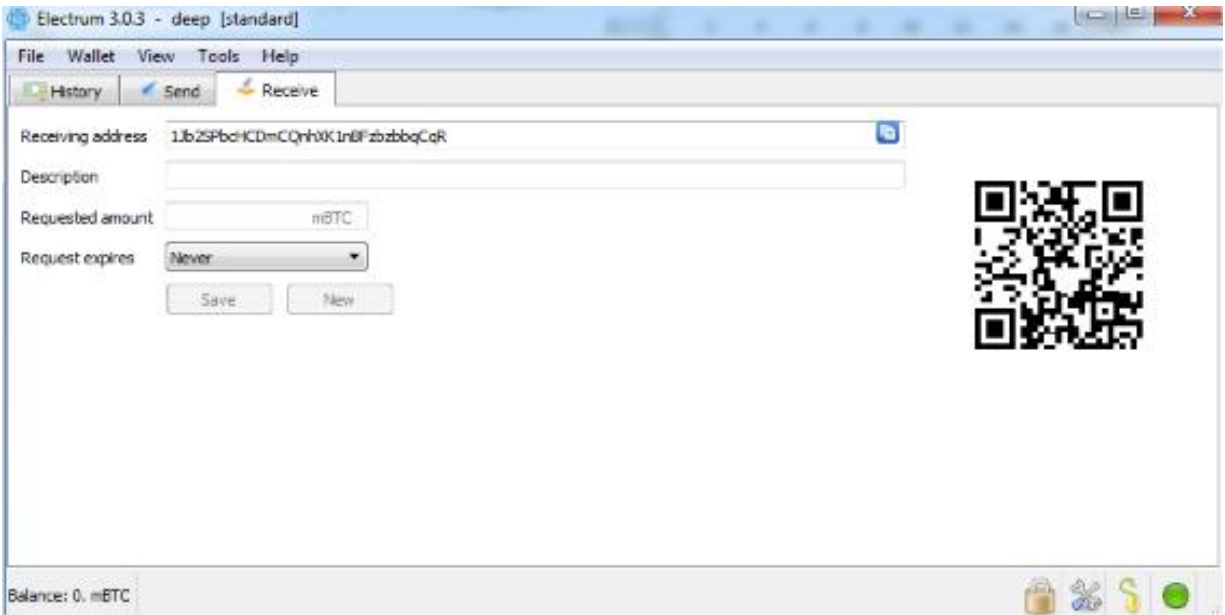 Electrum 3.0.3 - deep [standard]
File Wallet View Tools Help
History Send Receive
Receiving address
Description
Requested amount mBTC
Request expires Never
Save New
Balance: 0. mBTC